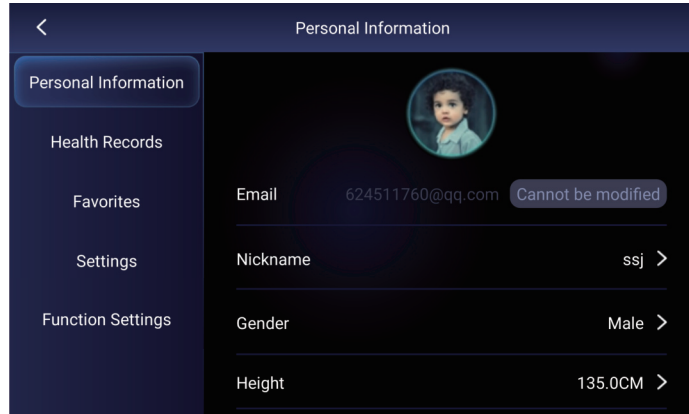 Personal Information
Personal Information
Health Records
Favorites
Settings
Function Settings
Email 624511760@qq.com Cannot be modified
Nickname ssj
Gender Male
Height 135.0CM